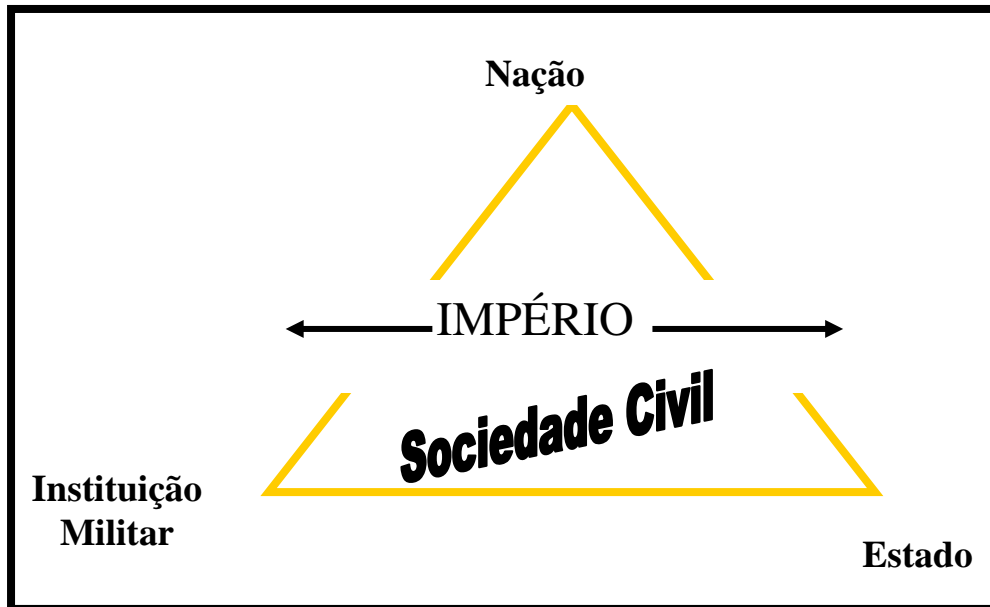 Nação
IMPÉRIO
Sociedade Civil
Instituição
Militar
Estado